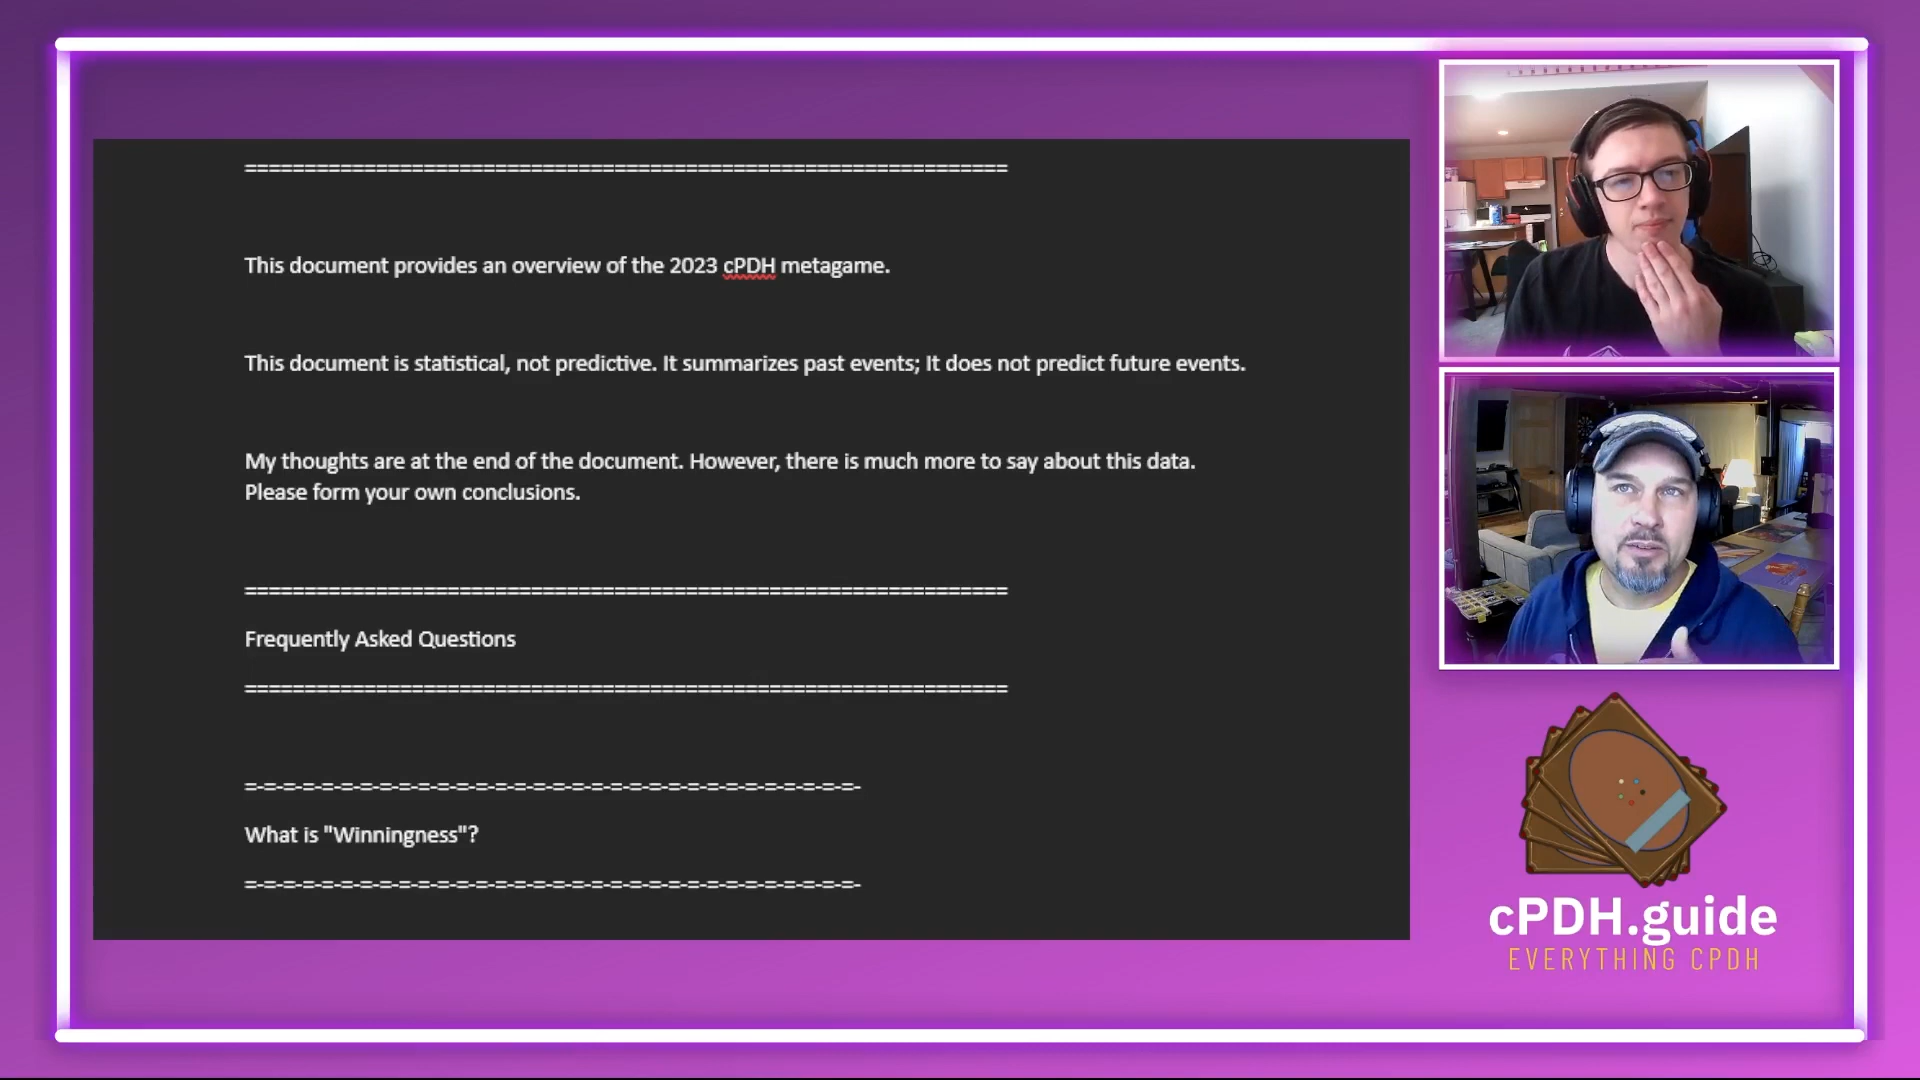 ============================================================
This document provides an overview of the 2023 cPDH metagame.
This document is statistical, not predictive. It summarizes past events; It does not predict future events.
My thoughts are at the end of the document. However, there is much more to say about this data.
Please form your own conclusions.
============================================================
Frequently Asked Questions
============================================================
=-=-=-=-=-=-=-=-=-=-=-=-=-=-=-=-=-=-=-=-=-=-=-=-=-=-=-=-=-=-=-=-
What is "Winningness"?
=-=-=-=-=-=-=-=-=-=-=-=-=-=-=-=-=-=-=-=-=-=-=-=-=-=-=-=-=-=-=-=-
cPDH.guide
EVERYTHING CPDH